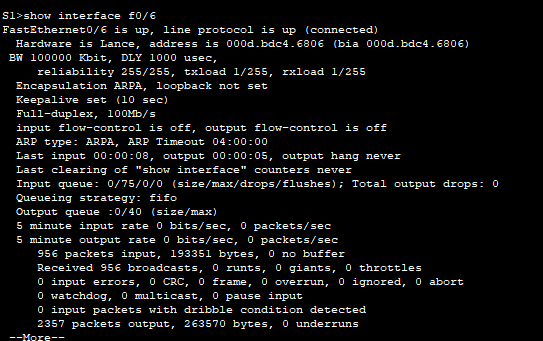 S1>show interface f0/6
FastEthernet0/6 is up, line protocol is up (connected)
Hardware is Lance, address is 000d.bdc4.6806 (bia 000d.bdc4.6806)
BW 100000 Kbit, DLY 1000 usec,
reliability 255/255, txload 1/255, rxload 1/255
Encapsulation ARPA, loopback not set
Keepalive set (10 sec)
Full-duplex, 100Mb/s
input flow-control is off, output flow-control is off
ARP type: ARPA, ARP Timeout 04:00:00
Last input 00:00:08, output 00:00:05, output hang never
Last clearing of "show interface" counters never
Input queue: 0/75/0/0 (size/max/drops/flushes); Total output drops: 0
Queueing strategy: fifo
Output queue :0/40 (size/max)
5 minute input rate 0 bits/sec, 0 packets/sec
5 minute output rate 0 bits/sec, 0 packets/sec
956 packets input, 193351 bytes, 0 no buffer
Received 956 broadcasts, 0 runts, 0 giants, 0 throttles
0 input errors, 0 CRC, 0 frame, 0 overrun, 0 ignored, 0 abort
0 watchdog, 0 multicast, 0 pause input
0 input packets with dribble condition detected
2357 packets output, 263570 bytes, 0 underruns
--More--